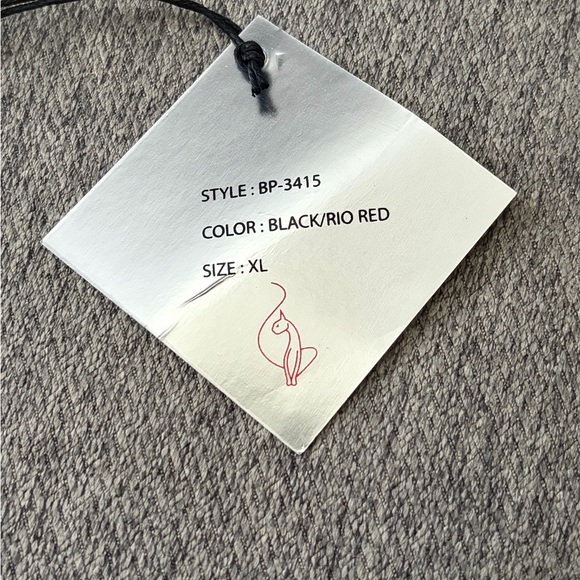 STYLE : BP-3415
COLOR : BLACK/RIO RED
SIZE : XL